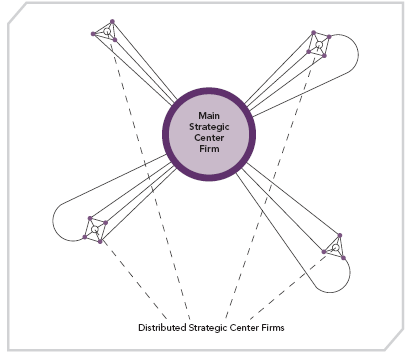 Main
Strategic
Center
Firm
Distributed Strategic Center Firms